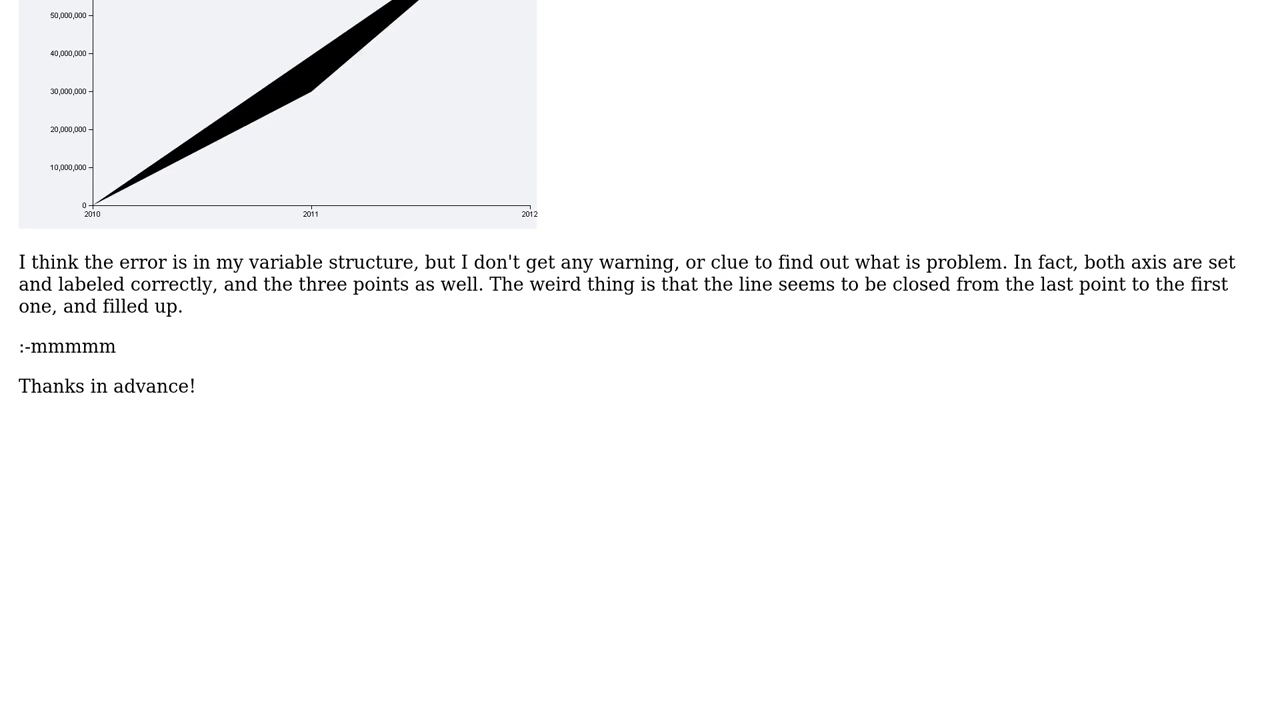 50,000,000
40,000,000
30,000,000
20,000,000
10,000,000
0
2010 2011 2012
I think the error is in my variable structure, but I don't get any warning, or clue to find out what is problem. In fact, both axis are set
and labeled correctly, and the three points as well. The weird thing is that the line seems to be closed from the last point to the first
one, and filled up.
:-mmmmm
Thanks in advance!